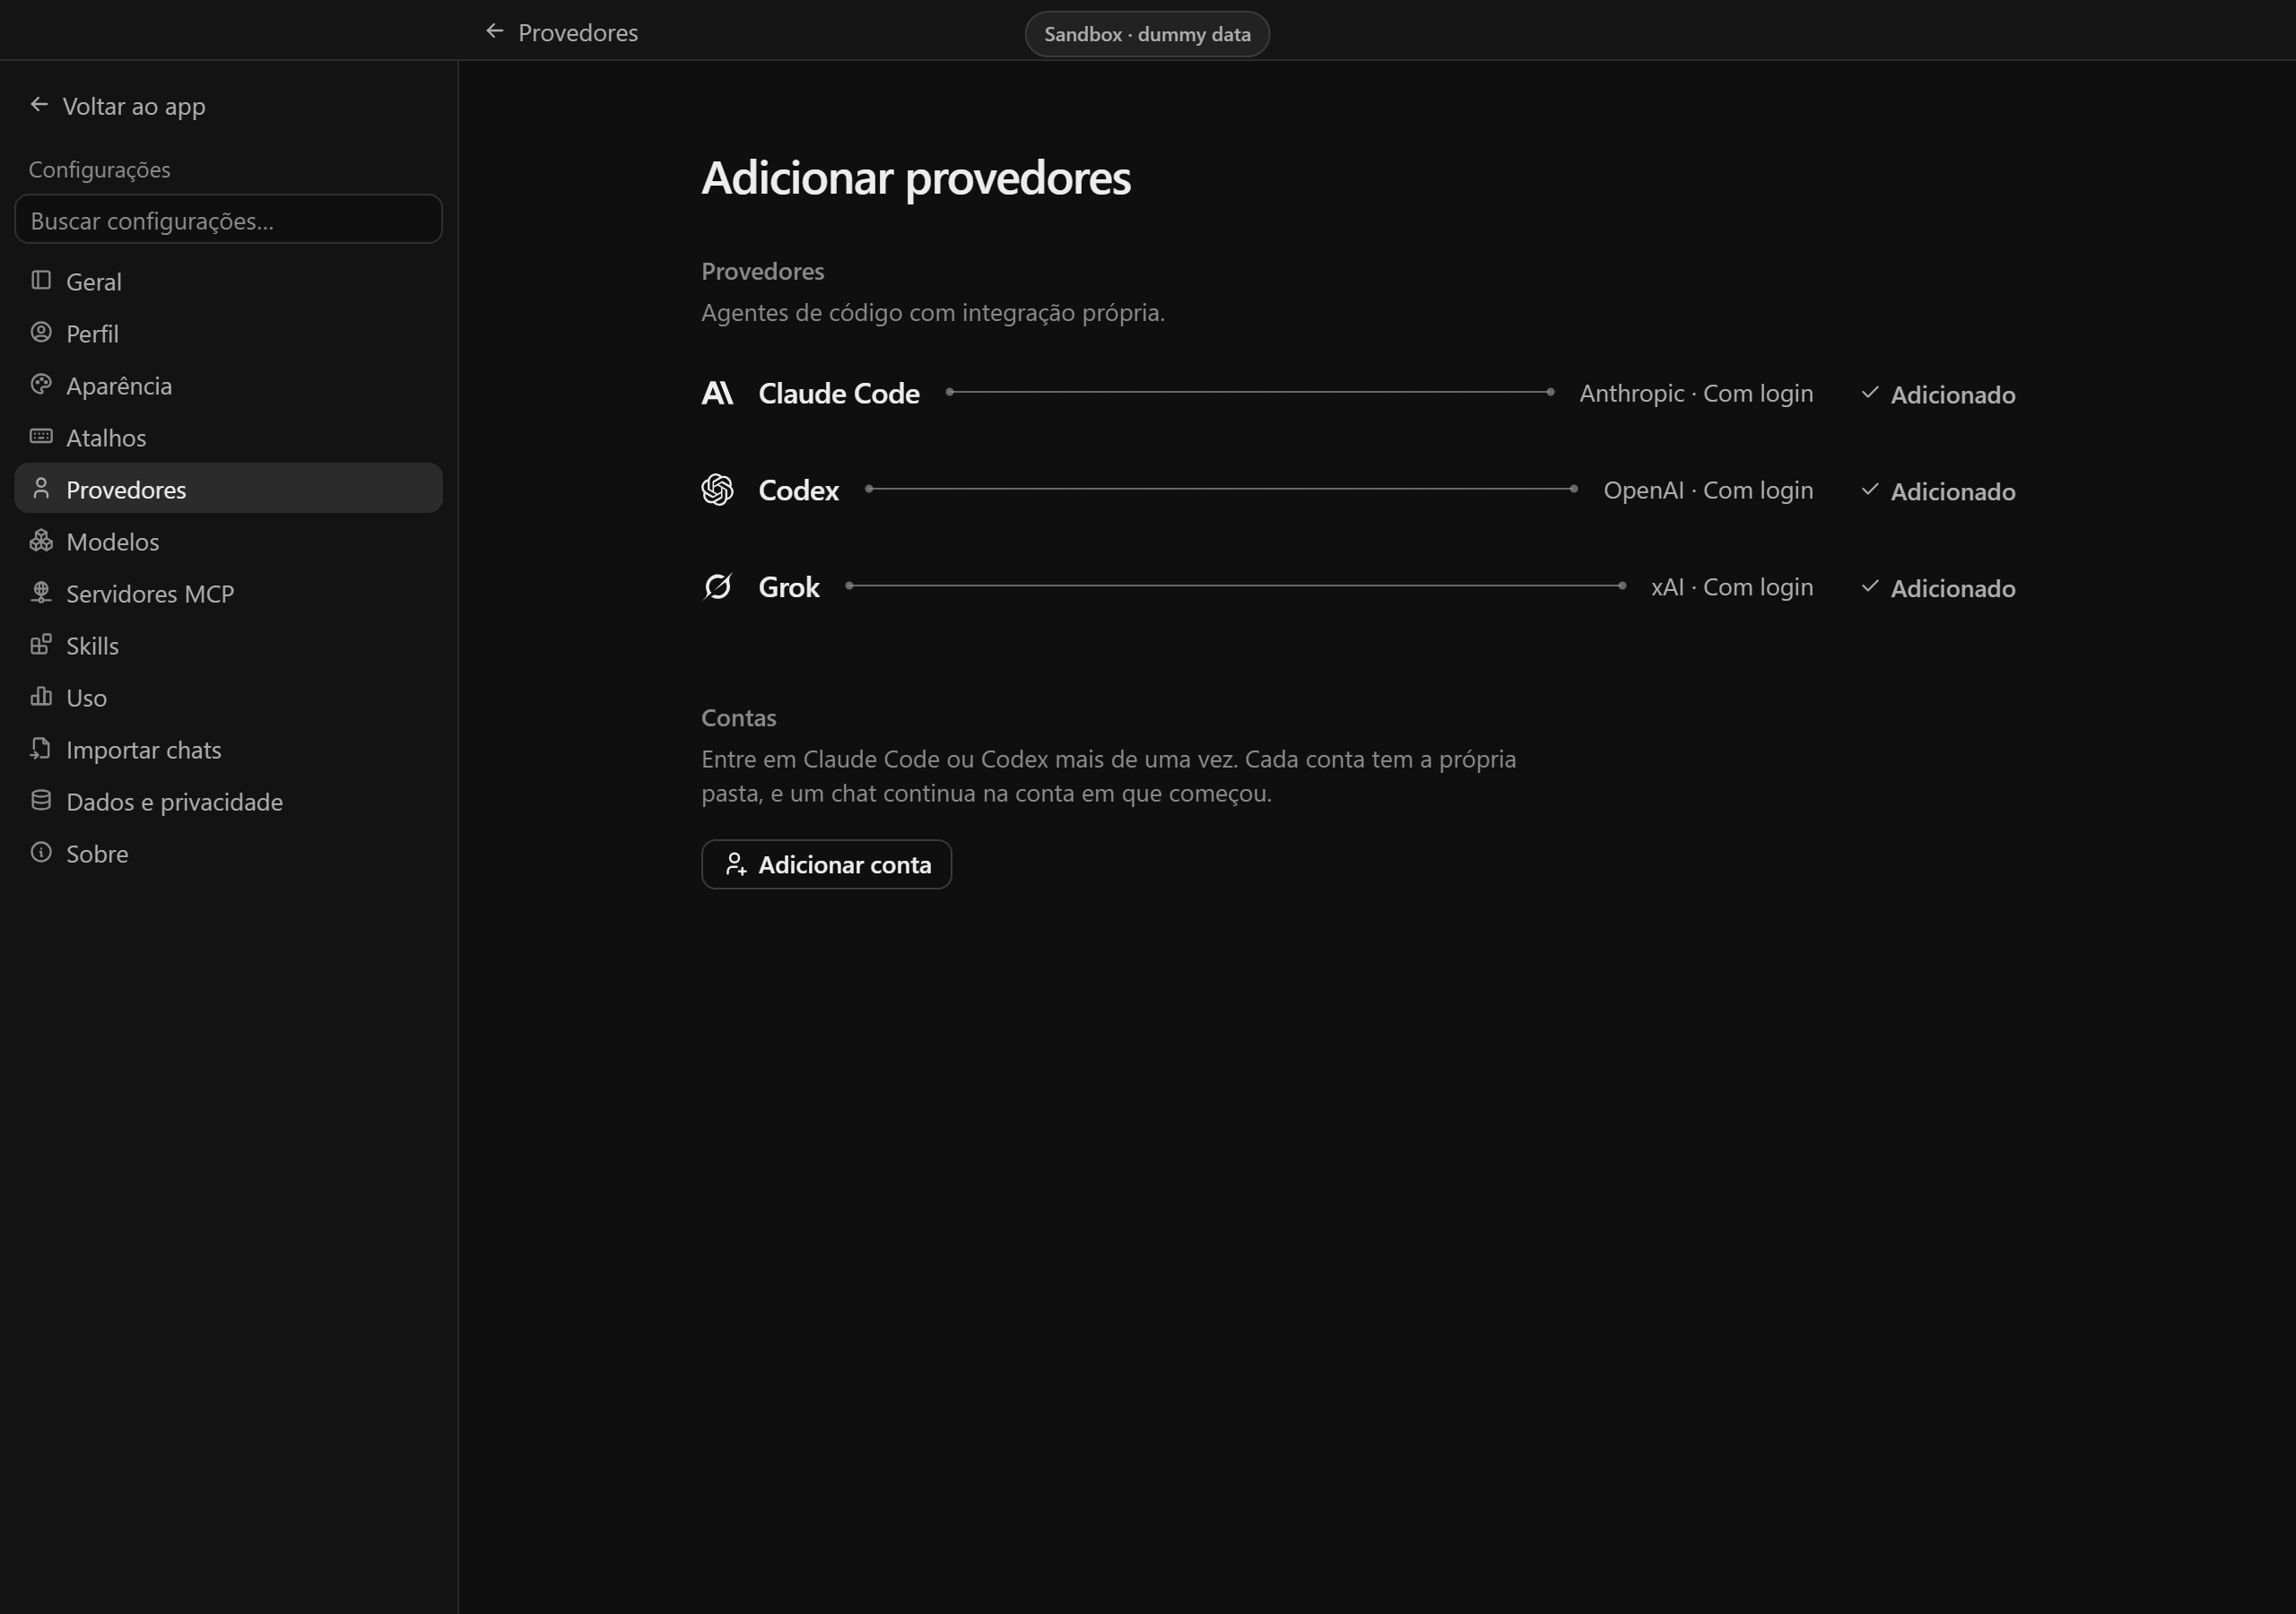 Provedores
Sandbox · dummy data
Voltar ao app
Configurações
Buscar configurações...
Geral
Perfil
Aparência
Atalhos
Provedores
Modelos
Servidores MCP
Skills
Uso
Importar chats
Dados e privacidade
Sobre
Adicionar provedores
Provedores
Agentes de código com integração própria.
Claude Code Anthropic · Com login Adicionado
Codex OpenAI · Com login Adicionado
Grok xAI · Com login Adicionado
Contas
Entre em Claude Code ou Codex mais de uma vez. Cada conta tem a própria
pasta, e um chat continua na conta em que começou.
Adicionar conta